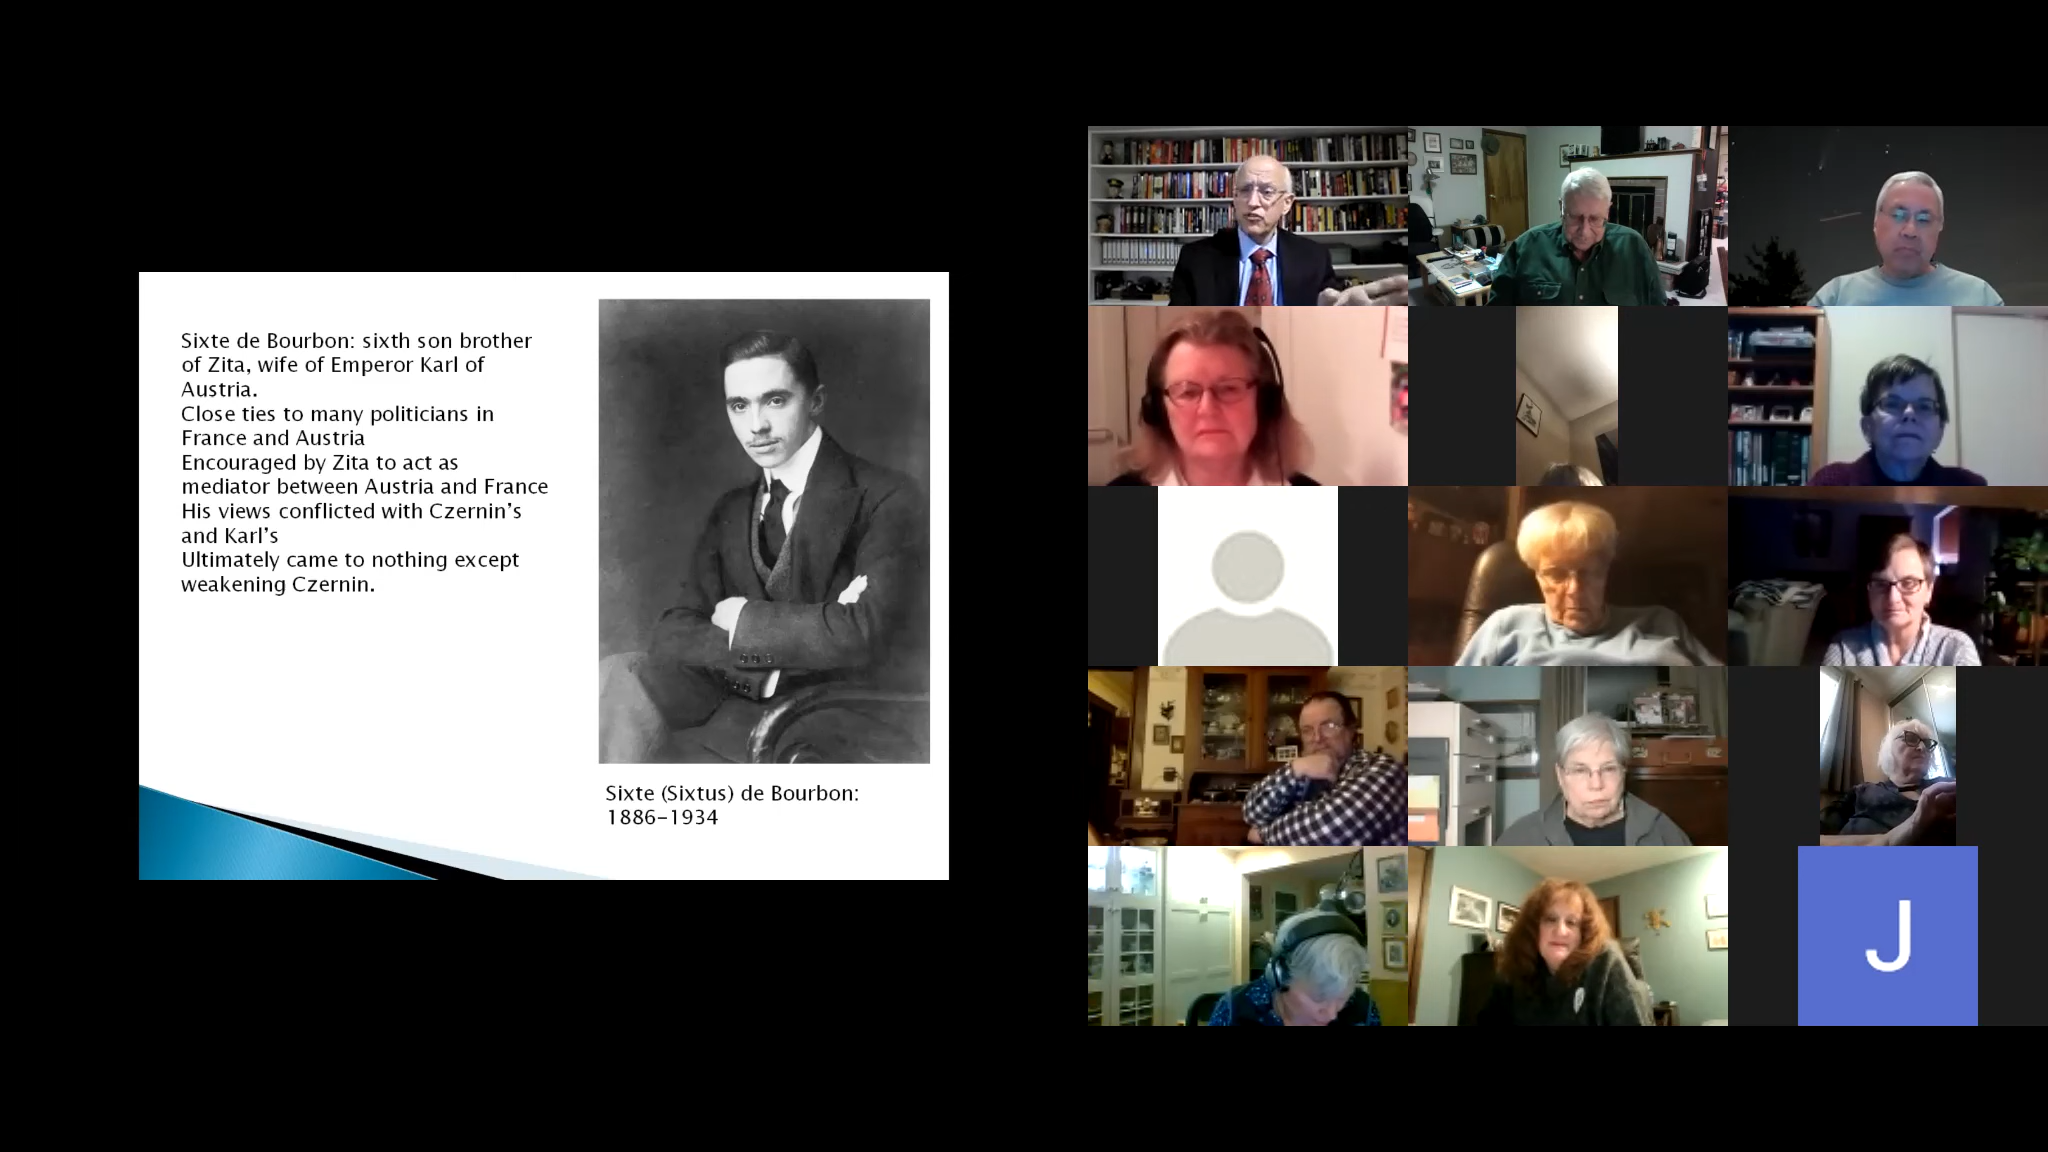 Sixte de Bourbon: sixth son brother
of Zita, wife of Emperor Karl of
Austria.
Close ties to many politicians in
France and Austria
Encouraged by Zita to act as
mediator between Austria and France
His views conflicted with Czernin’s
and Karl’s
Ultimately came to nothing except
weakening Czernin.
Sixte (Sixtus) de Bourbon:
1886-1934
J